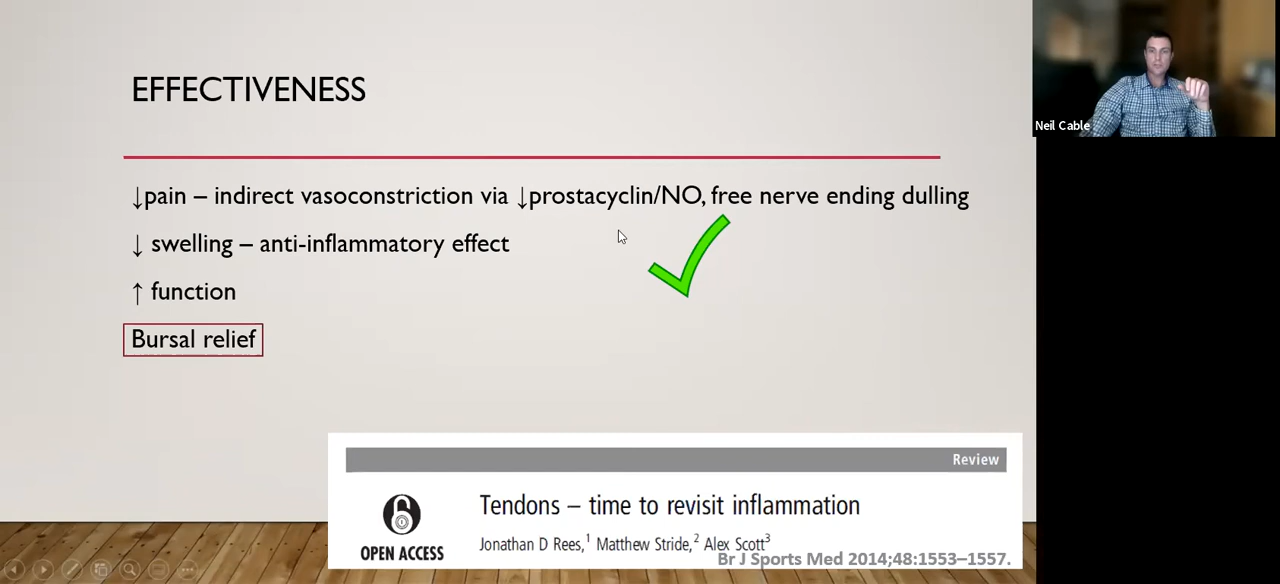 EFFECTIVENESS
↓pain – indirect vasoconstriction via ↓prostacyclin/NO, free nerve ending dulling
↓ swelling – anti-inflammatory effect
↑ function
Bursal relief
Review
Tendons – time to revisit inflammation
Jonathan D Rees,1 Matthew Stride,2 Alex Scott3
OPEN ACCESS
Br J Sports Med 2014;48:1553–1557.
Neil Cable